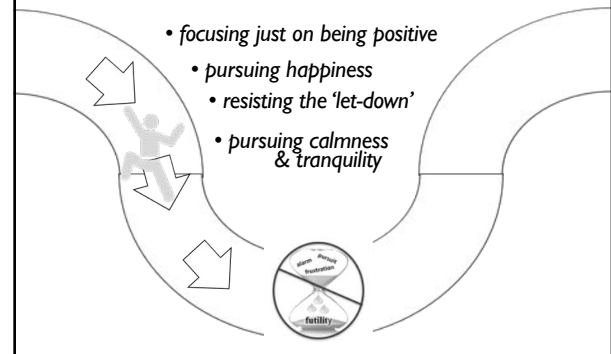 • focusing just on being positive
• pursuing happiness
• resisting the ‘let-down’
• pursuing calmness
& tranquility
alarm
pursuit
frustration
futility